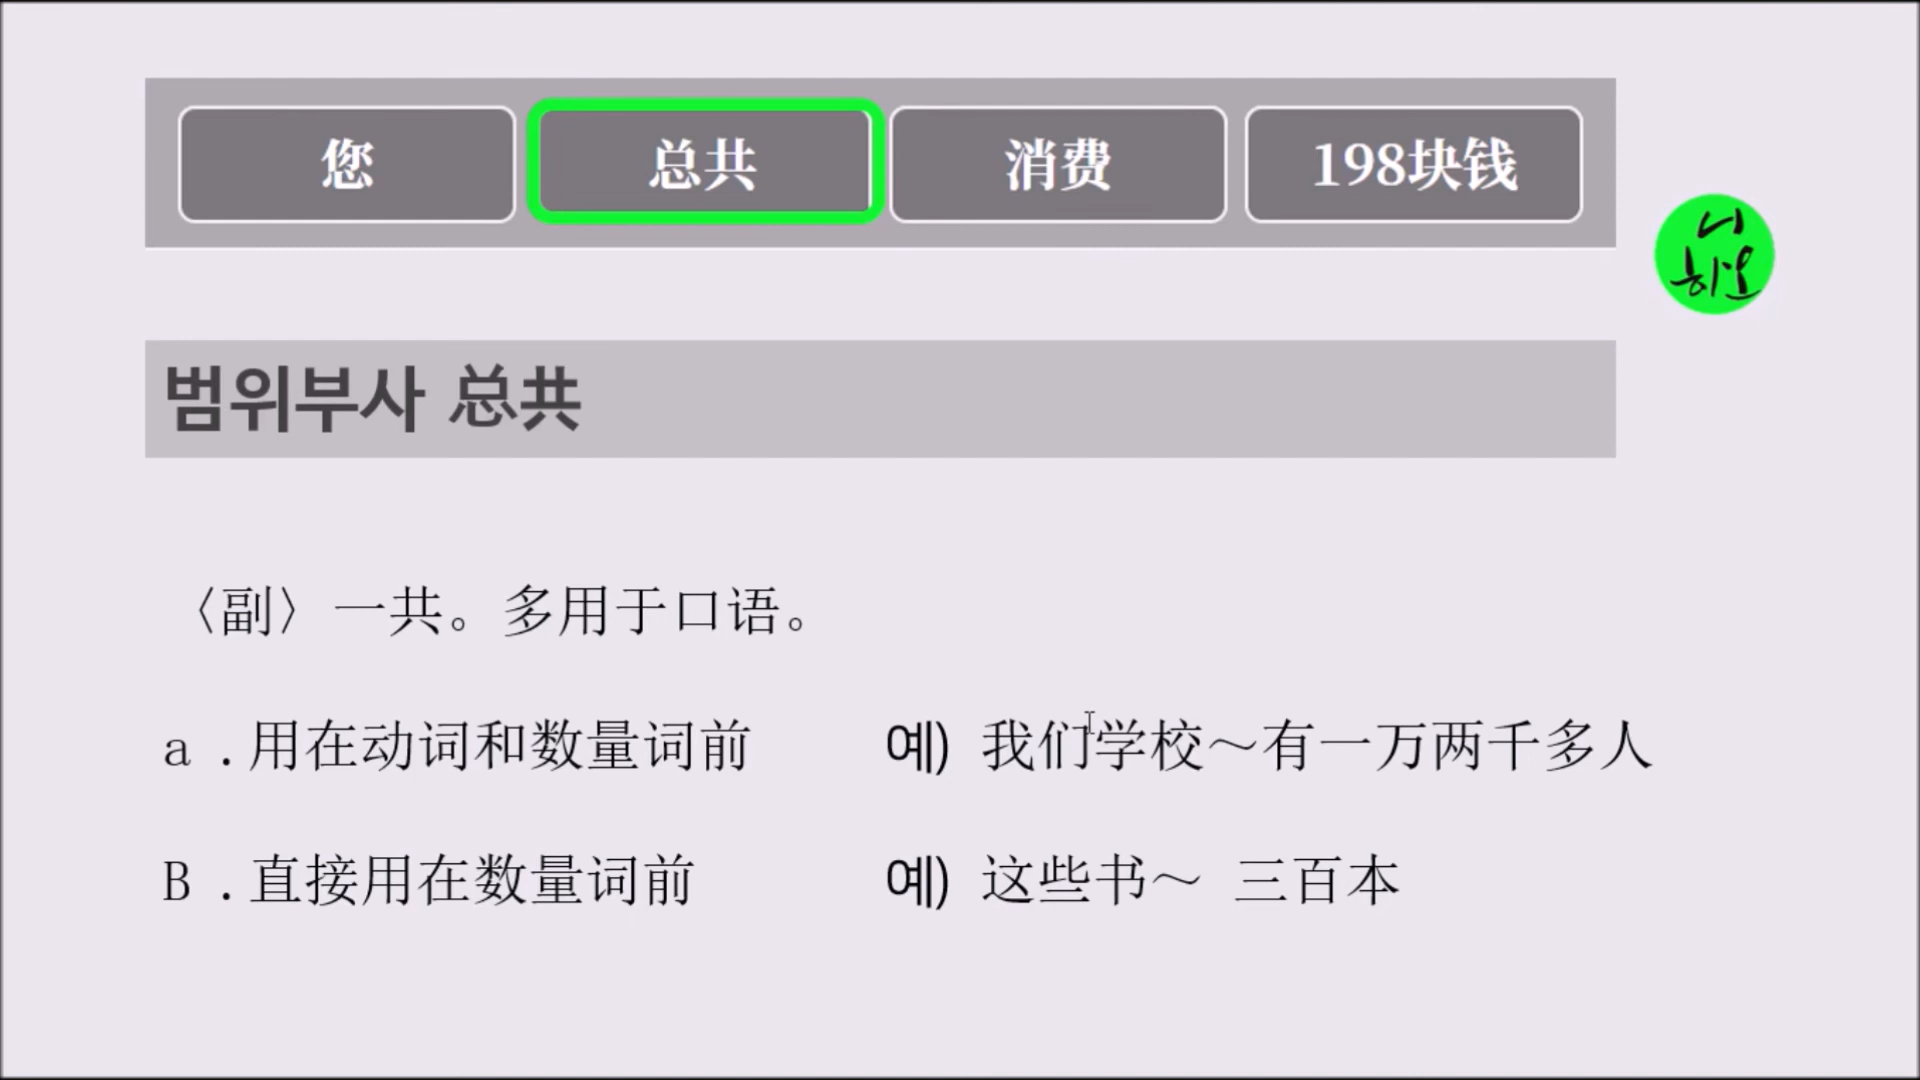 您 总共 消费 198块钱
범위부사 总共
〈副〉一共。多用于口语。
a .用在动词和数量词前 예) 我们学校～有一万两千多人
B .直接用在数量词前 예) 这些书～ 三百本